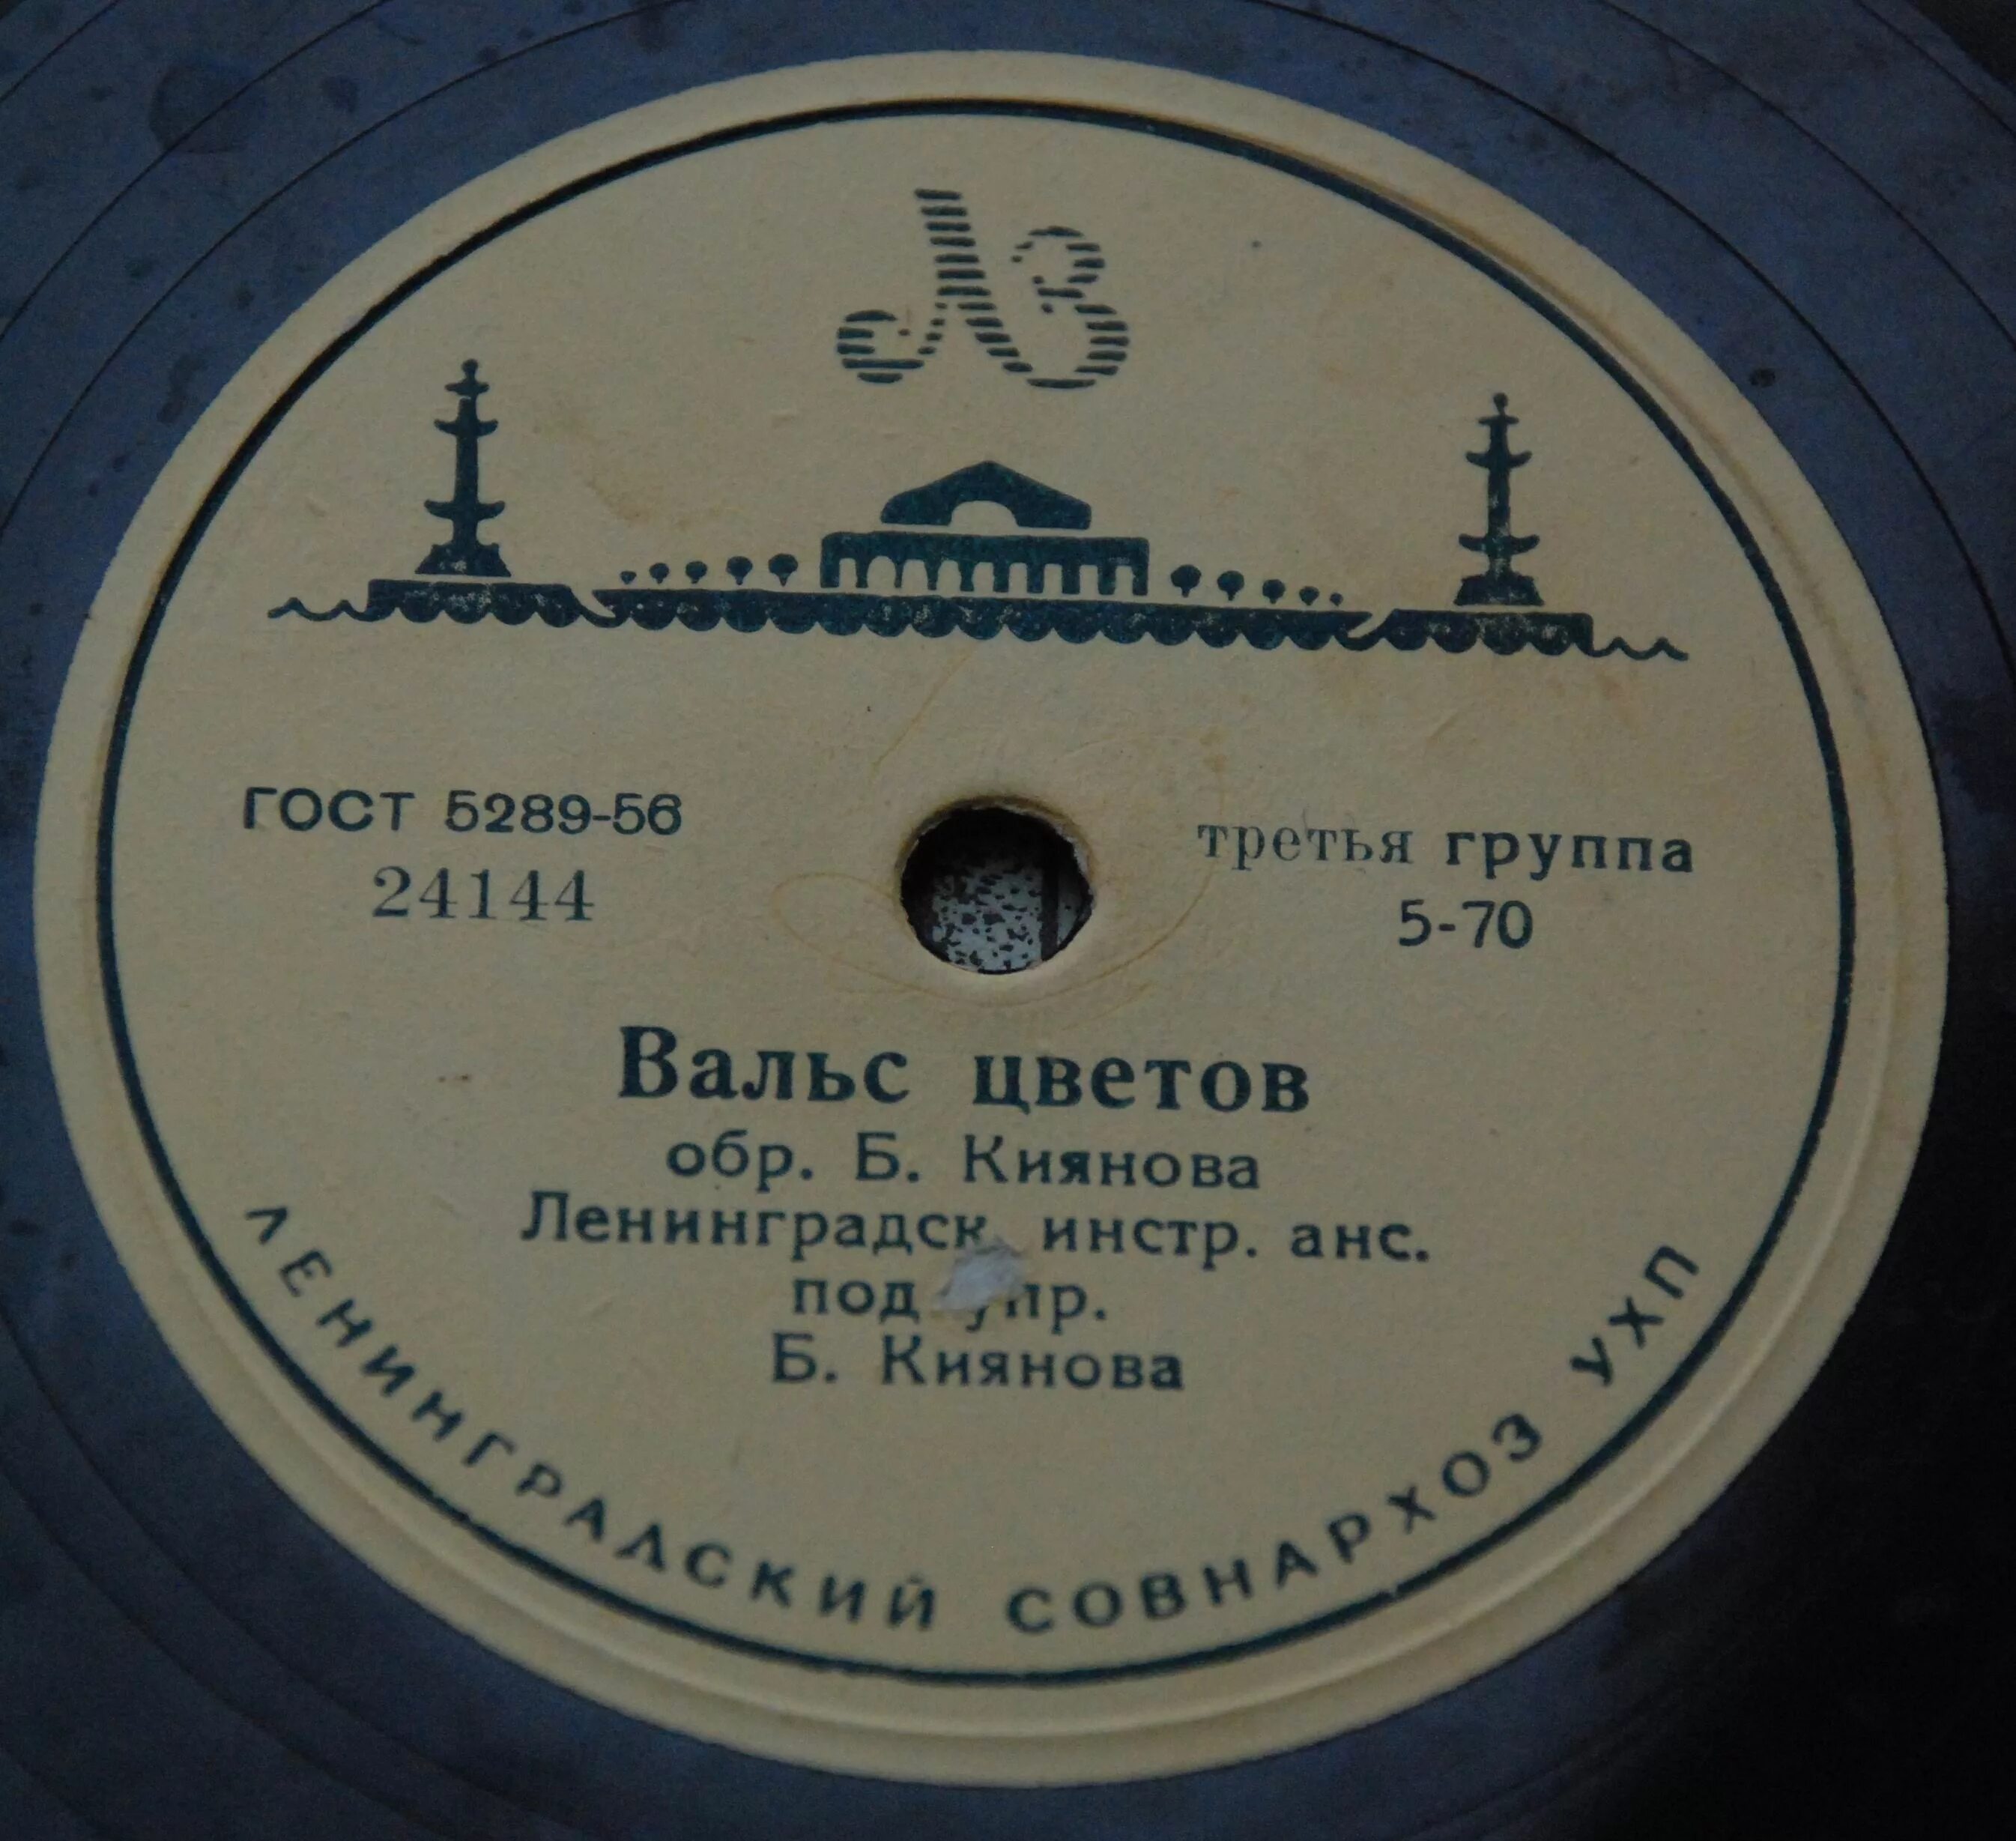 ЛЗ
ГОСТ 5289-56
24144
третья группа
5-70
Вальс цветов
обр. Б. Киянова
Ленинградск. инстр. анс.
под упр.
Б. Киянова
ЛЕНИНГРАДСКИЙ СОВНАРХОЗ УХП